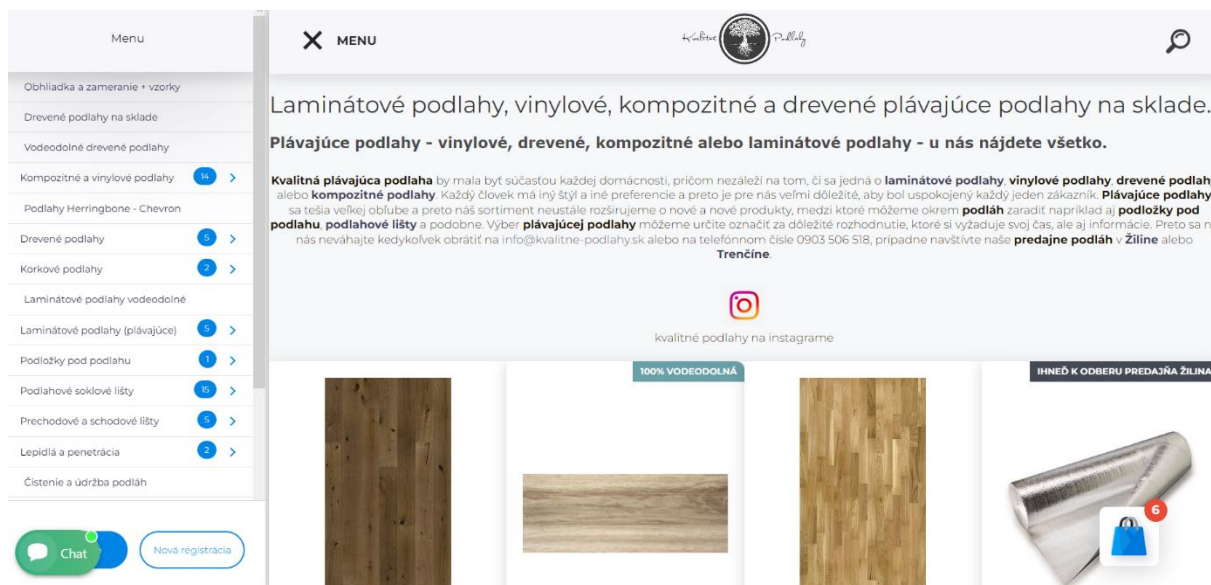 Menu
Obhliadka a zameranie + vzorky
Drevené podlahy na sklade
Vodeodolné drevené podlahy
Kompozitné a vinylové podlahy 14
Podlahy Herringbone - Chevron
Drevené podlahy 5
Korkové podlahy 2
Laminátové podlahy vodeodolné
Laminátové podlahy (plávajúce) 5
Podložky pod podlahu 1
Podlahové soklové lišty 15
Prechodové a schodové lišty 5
Lepidlá a penetrácia 2
Čistenie a údržba podláh
Chat
Nová registrácia
MENU
Kvalitné Podlahy
Laminátové podlahy, vinylové, kompozitné a drevené plávajúce podlahy na sklade.
Plávajúce podlahy - vinylové, drevené, kompozitné alebo laminátové podlahy - u nás nájdete všetko.
Kvalitná plávajúca podlaha by mala byť súčasťou každej domácnosti, pričom nezáleží na tom, či sa jedná o laminátové podlahy, vinylové podlahy, drevené podlahy
alebo kompozitné podlahy. Každý človek má iný štýl a iné preferencie a preto je pre nás veľmi dôležité, aby bol uspokojený každý jeden zákazník. Plávajúce podlahy
sa tešia veľkej obľube a preto náš sortiment neustále rozširujeme o nové a nové produkty, medzi ktoré môžeme okrem podláh zaradiť napríklad aj podložky pod
podlahu, podlahové lišty a podobne. Výber plávajúcej podlahy môžeme určite označiť za dôležité rozhodnutie, ktoré si vyžaduje svoj čas, ale aj informácie. Preto sa n
nás neváhajte kedykoľvek obrátiť na info@kvalitne-podlahy.sk alebo na telefónnom čísle 0903 506 518, prípadne navštívte naše predajne podláh v Žiline alebo
Trenčíne.
kvalitné podlahy na instagrame
100% VODEODOLNÁ
IHNEĎ K ODBERU PREDAJŇA ŽILINA
6